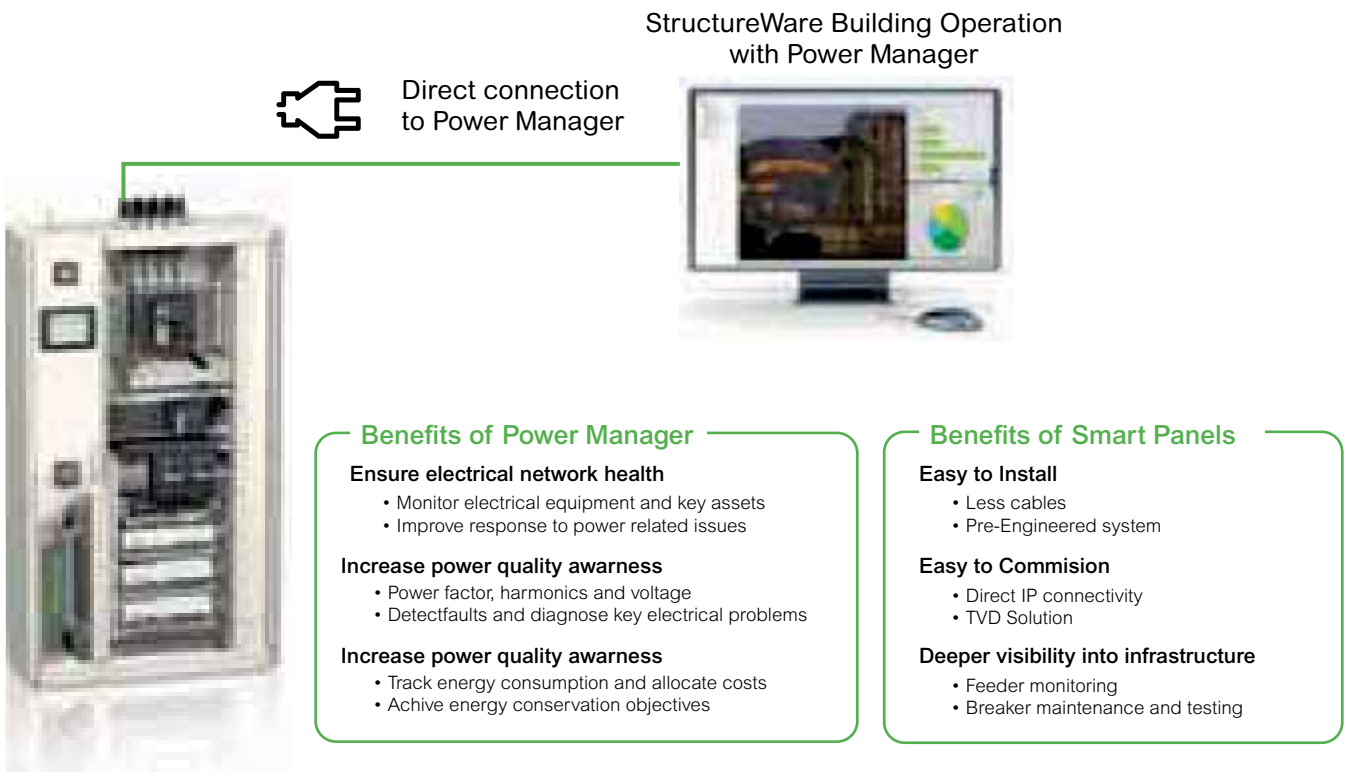 StructureWare Building Operation
with Power Manager
Direct connection
to Power Manager
Benefits of Power Manager
Ensure electrical network health
• Monitor electrical equipment and key assets
• Improve response to power related issues
Increase power quality awarness
• Power factor, harmonics and voltage
• Detectfaults and diagnose key electrical problems
Increase power quality awarness
• Track energy consumption and allocate costs
• Achive energy conservation objectives
Benefits of Smart Panels
Easy to Install
• Less cables
• Pre-Engineered system
Easy to Commision
• Direct IP connectivity
• TVD Solution
Deeper visibility into infrastructure
• Feeder monitoring
• Breaker maintenance and testing